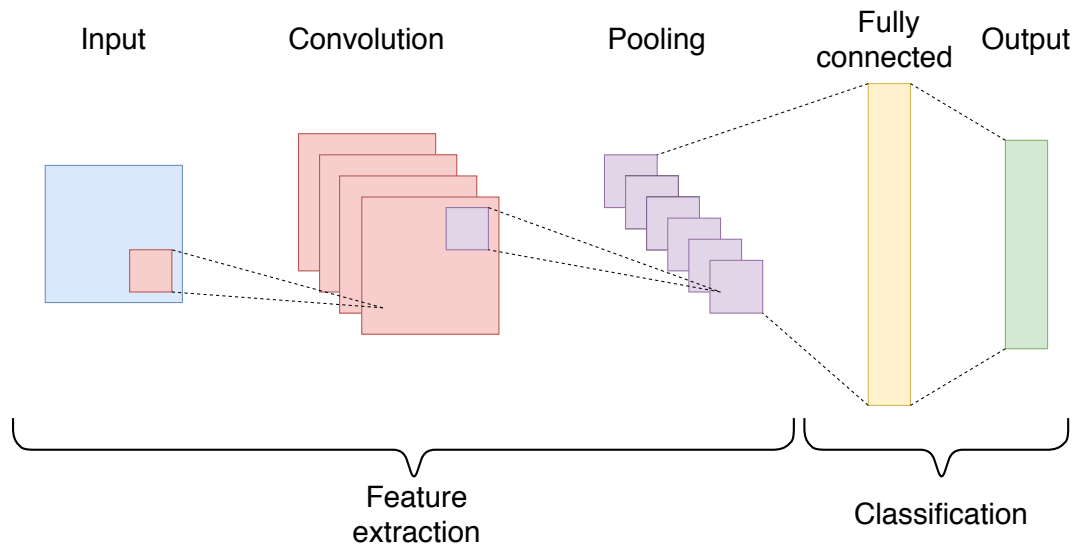 Input
Convolution
Pooling
Fully
connected
Output
Feature
extraction
Classification